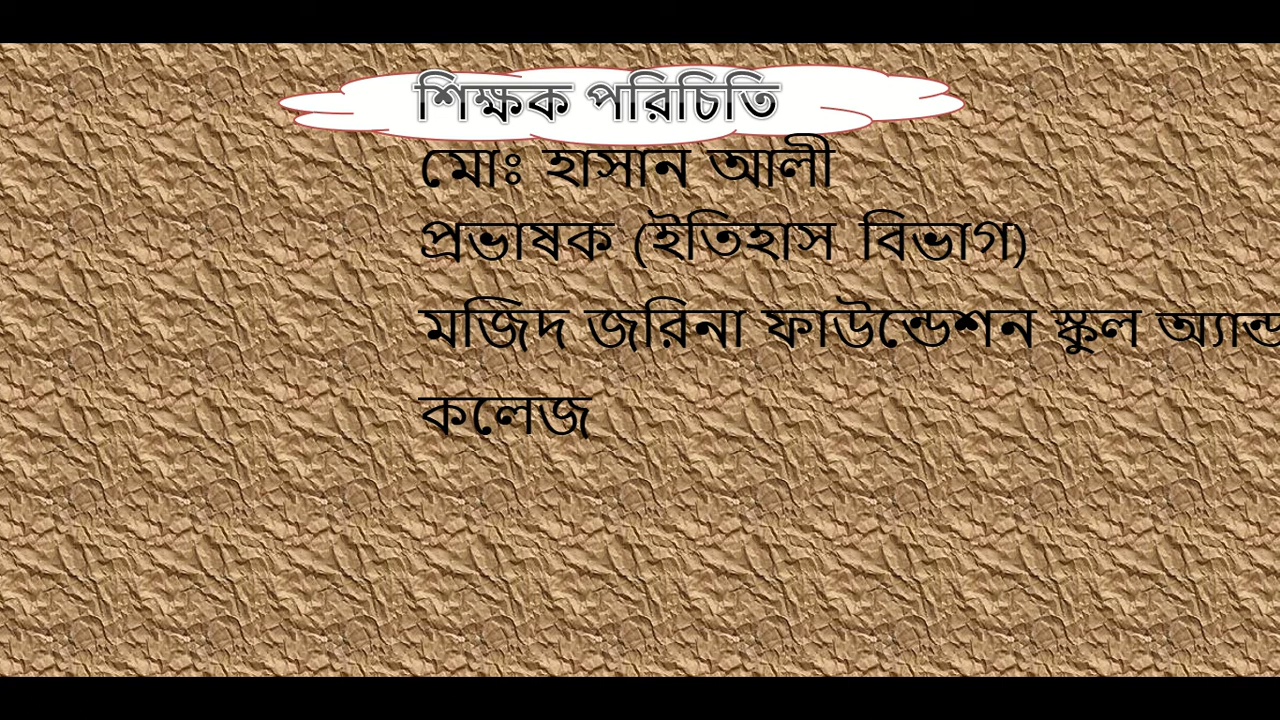 শিক্ষক পরিচিতি
মোঃ হাসান আলী
প্রভাষক (ইতিহাস বিভাগ)
মজিদ জরিনা ফাউন্ডেশন স্কুল অ্যান্ড
কলেজ